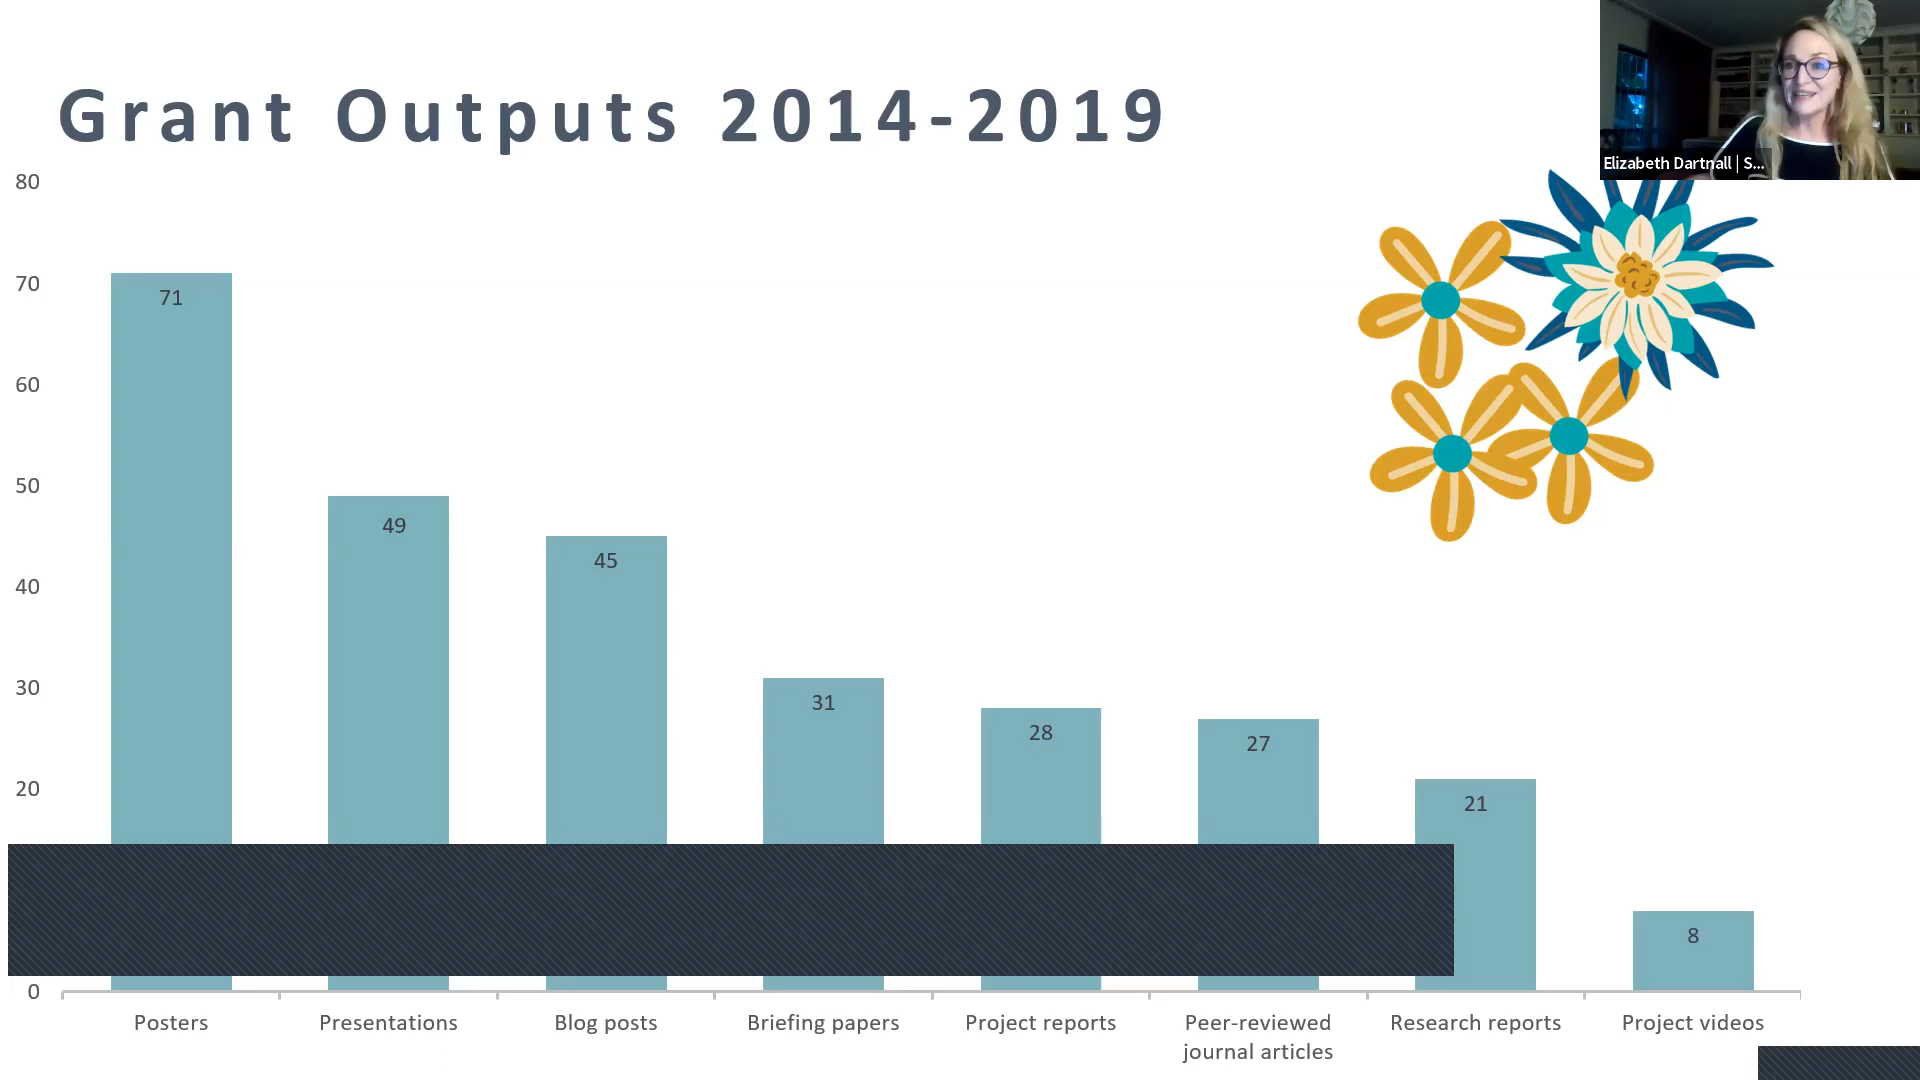 Grant Outputs 2014-2019
Elizabeth Dartnall | S...
80
70
60
50
40
30
20
0
71
49
45
31
28
27
21
8
Posters
Presentations
Blog posts
Briefing papers
Project reports
Peer-reviewed
journal articles
Research reports
Project videos